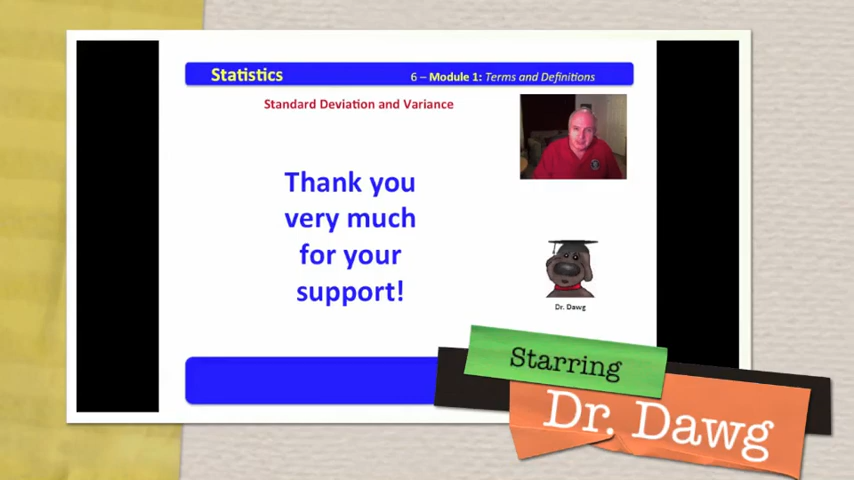 Statistics
6 – Module 1: Terms and Definitions
Standard Deviation and Variance
Thank you
very much
for your
support!
Dr. Dawg
Starring
Dr. Dawg